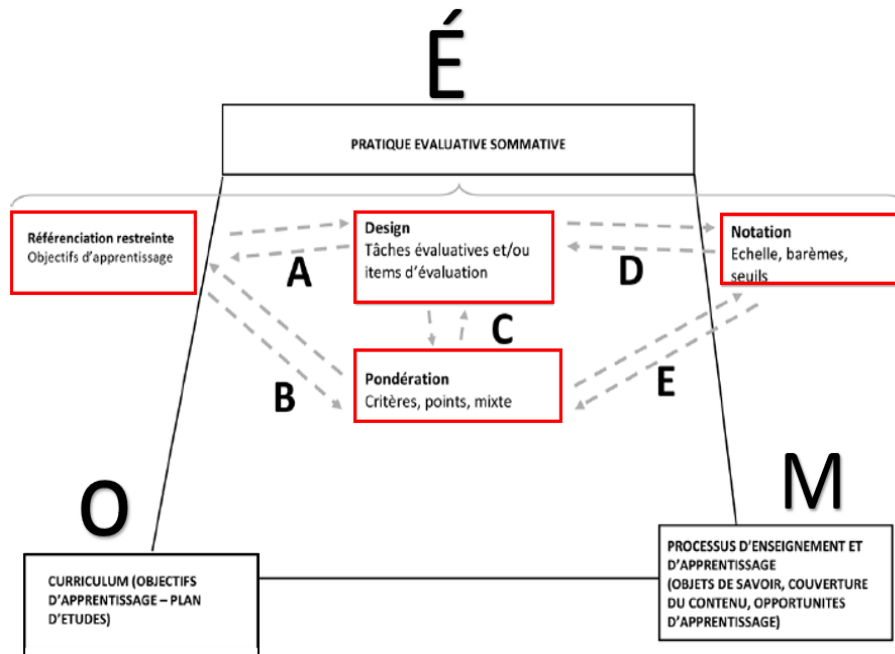 É
PRATIQUE EVALUATIVE SOMMATIVE
Référenciation restreinte
Objectifs d'apprentissage
Design
Tâches évaluatives et/ou
items d'évaluation
Notation
Echelle, barèmes,
seuils
A
D
C
Pondération
Critères, points, mixte
B
E
O
M
CURRICULUM (OBJECTIFS
D'APPRENTISSAGE – PLAN
D'ETUDES)
PROCESSUS D'ENSEIGNEMENT ET
D'APPRENTISSAGE
(OBJETS DE SAVOIR, COUVERTURE
DU CONTENU, OPPORTUNITES
D'APPRENTISSAGE)